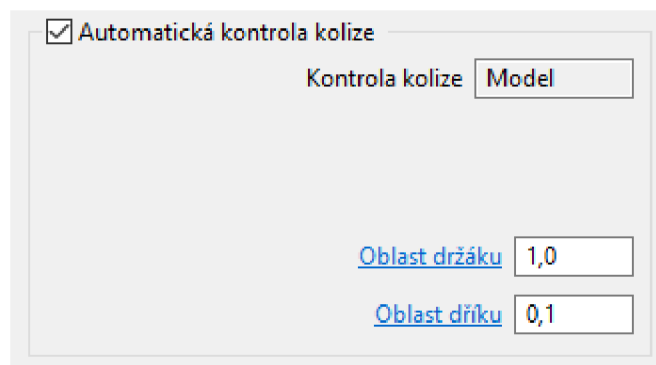 Automatická kontrola kolize
Kontrola kolize Model
Oblast držáku 1,0
Oblast dříku 0,1